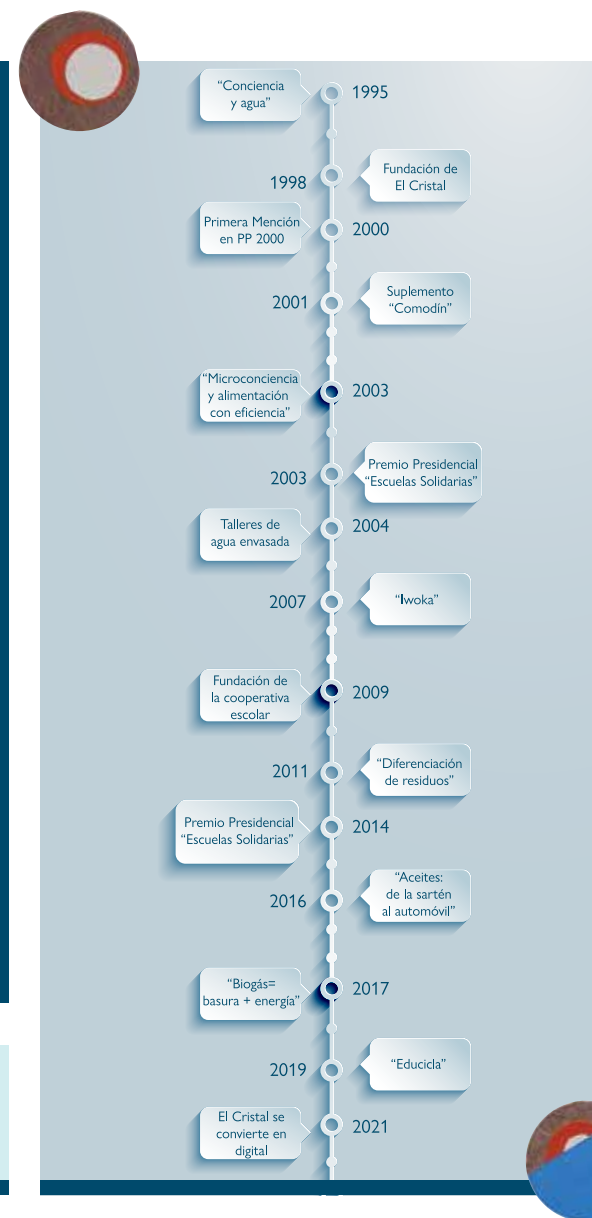 “Conciencia
y agua”
1995
1998
Fundación de
El Cristal
Primera Mención
en PP 2000
2000
2001
Suplemento
“Comodín”
“Microconciencia
y alimentación
con eficiencia”
2003
2003
Premio Presidencial
“Escuelas Solidarias”
Talleres de
agua envasada
2004
2007
“Iwoka”
Fundación de
la cooperativa
escolar
2009
2011
“Diferenciación
de residuos”
Premio Presidencial
“Escuelas Solidarias”
2014
2016
“Aceites:
de la sartén
al automóvil”
“Biogás=
basura + energía”
2017
2019
“Educicla”
El Cristal se
convierte en
digital
2021